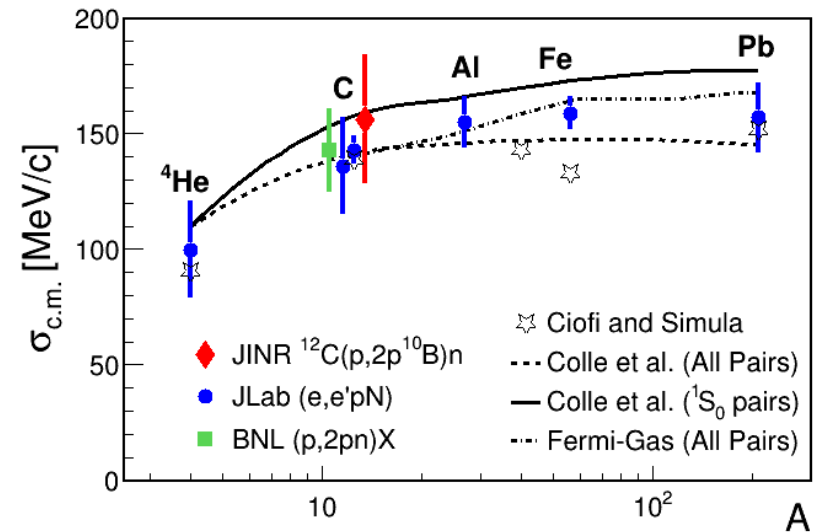 200
150
100
50
0
σc.m. [MeV/c]
⁴He
C
Al
Fe
Pb
JINR ¹²C(p,2p¹⁰B)n
JLab (e,e'pN)
BNL (p,2pn)X
Ciofi and Simula
Colle et al. (All Pairs)
Colle et al. (¹S₀ pairs)
Fermi-Gas (All Pairs)
10
10²
A